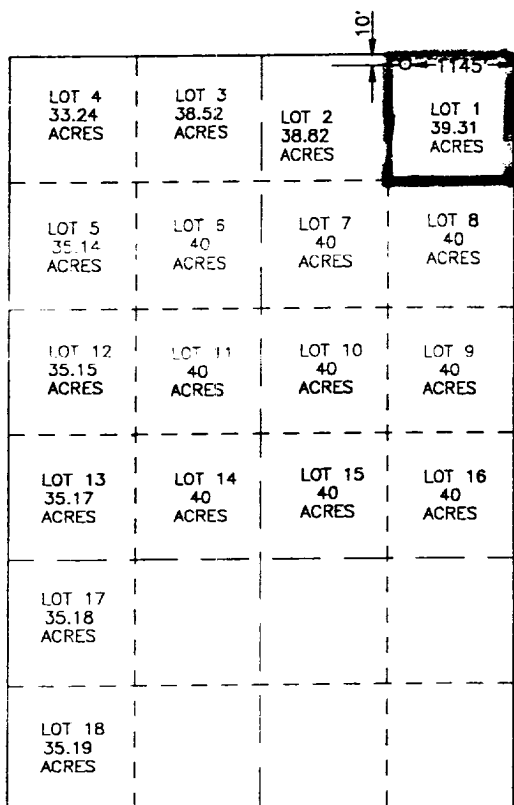 10'
1145'
LOT 4
33.24
ACRES
LOT 3
38.52
ACRES
LOT 2
38.82
ACRES
LOT 1
39.31
ACRES
LOT 5
35.14
ACRES
LOT 6
40
ACRES
LOT 7
40
ACRES
LOT 8
40
ACRES
LOT 12
35.15
ACRES
LOT 11
40
ACRES
LOT 10
40
ACRES
LOT 9
40
ACRES
LOT 13
35.17
ACRES
LOT 14
40
ACRES
LOT 15
40
ACRES
LOT 16
40
ACRES
LOT 17
35.18
ACRES
LOT 18
35.19
ACRES